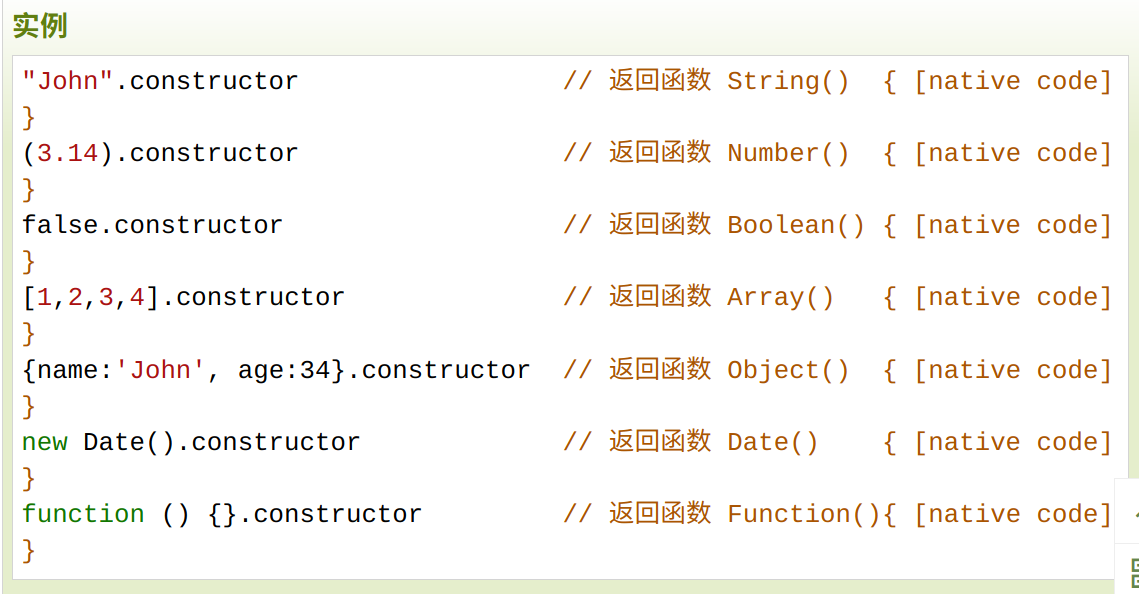 实例
"John".constructor                 // 返回函数 String()  { [native code]
}
(3.14).constructor                 // 返回函数 Number()  { [native code]
}
false.constructor                  // 返回函数 Boolean() { [native code]
}
[1,2,3,4].constructor              // 返回函数 Array()   { [native code]
}
{name:'John', age:34}.constructor  // 返回函数 Object()  { [native code]
}
new Date().constructor             // 返回函数 Date()    { [native code]
}
function () {}.constructor         // 返回函数 Function(){ [native code]
}